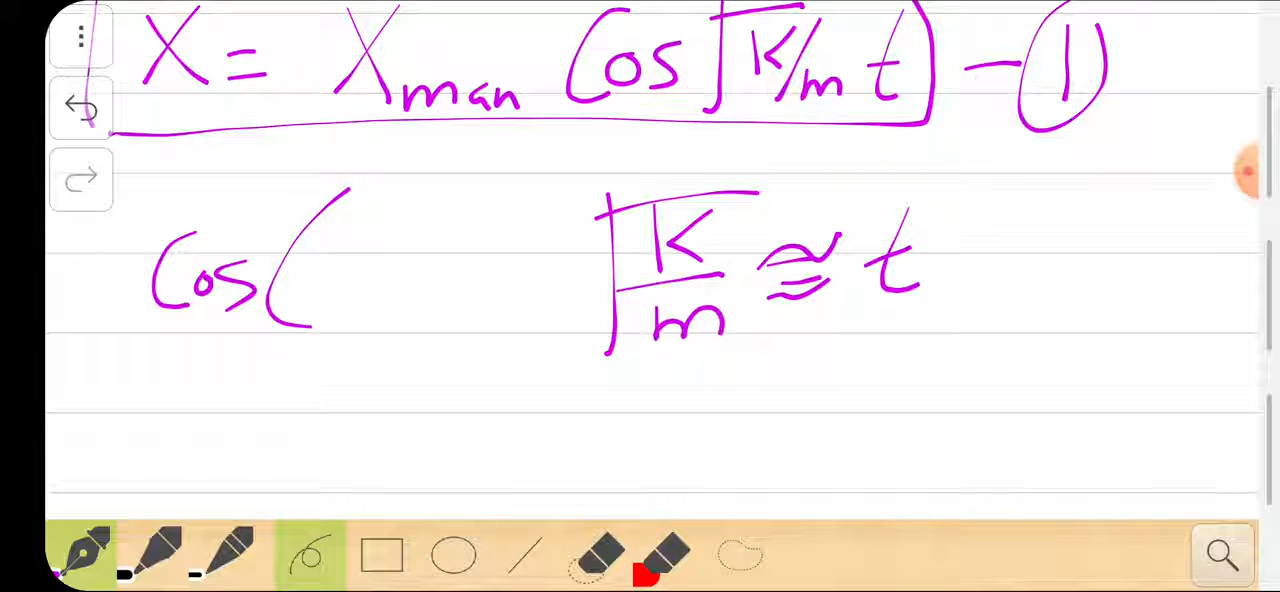 X = Xman Cos √K/m t - 1
Cos( √K/m ≅ t